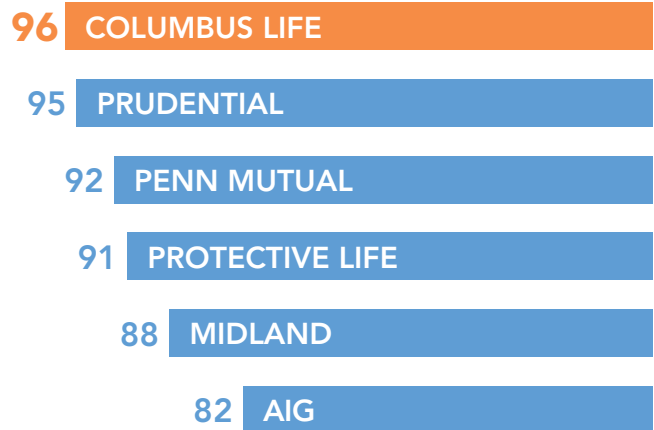 96 COLUMBUS LIFE
95 PRUDENTIAL
92 PENN MUTUAL
91 PROTECTIVE LIFE
88 MIDLAND
82 AIG